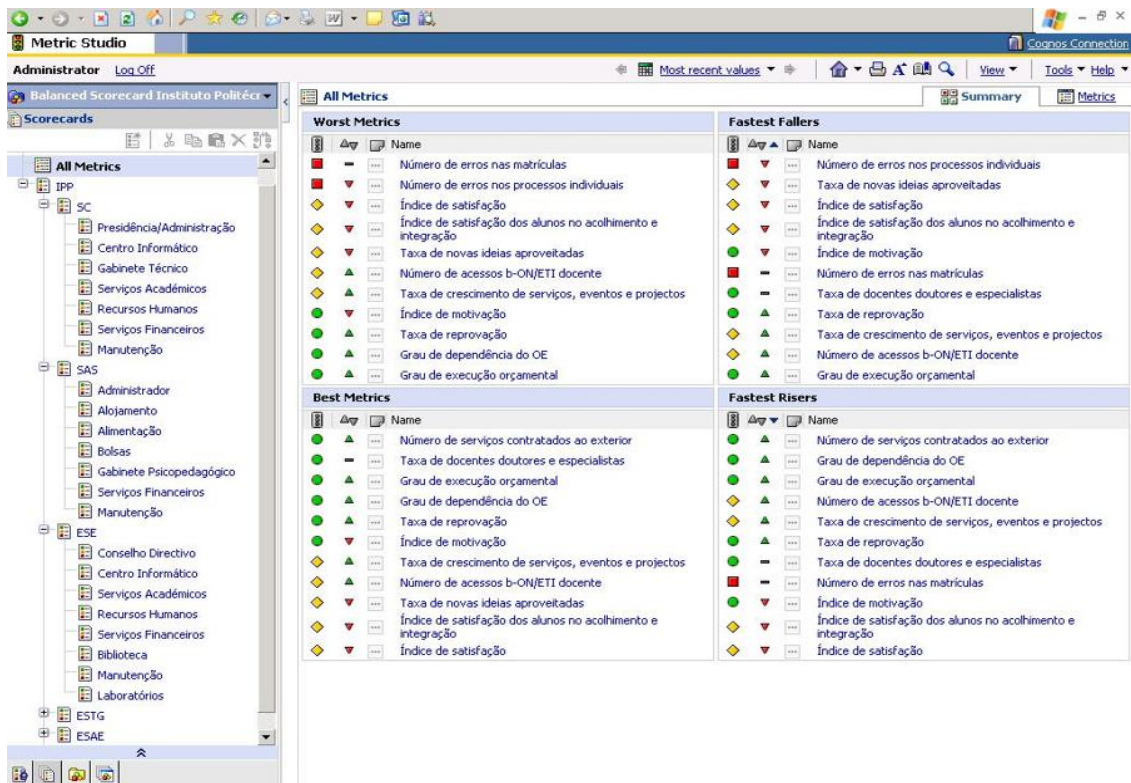 Metric Studio
Cognos Connection
Administrator Log Off
Most recent values
View Tools Help
Balanced Scorecard Instituto Politécr
Scorecards
All Metrics
IPP
SC
Presidência/Administração
Centro Informático
Gabinete Técnico
Serviços Académicos
Recursos Humanos
Serviços Financeiros
Manutenção
SAS
Administrador
Alojamento
Alimentação
Bolsas
Gabinete Psicopedagógico
Serviços Financeiros
Manutenção
ESE
Conselho Directivo
Centro Informático
Serviços Académicos
Recursos Humanos
Serviços Financeiros
Biblioteca
Manutenção
Laboratórios
ESTG
ESAE
All Metrics
Summary
Metrics
Worst Metrics
Name
Número de erros nas matrículas
Número de erros nos processos individuais
Índice de satisfação
Índice de satisfação dos alunos no acolhimento e
integração
Taxa de novas ideias aproveitadas
Número de acessos b-ON/ETI docente
Taxa de crescimento de serviços, eventos e projectos
Índice de motivação
Taxa de reprovação
Grau de dependência do OE
Grau de execução orçamental
Fastest Fallers
Name
Número de erros nos processos individuais
Taxa de novas ideias aproveitadas
Índice de satisfação
Índice de satisfação dos alunos no acolhimento e
integração
Índice de motivação
Número de erros nas matrículas
Taxa de docentes doutores e especialistas
Taxa de reprovação
Taxa de crescimento de serviços, eventos e projectos
Número de acessos b-ON/ETI docente
Grau de execução orçamental
Best Metrics
Name
Número de serviços contratados ao exterior
Taxa de docentes doutores e especialistas
Grau de execução orçamental
Grau de dependência do OE
Taxa de reprovação
Índice de motivação
Taxa de crescimento de serviços, eventos e projectos
Número de acessos b-ON/ETI docente
Taxa de novas ideias aproveitadas
Índice de satisfação dos alunos no acolhimento e
integração
Índice de satisfação
Fastest Risers
Name
Número de serviços contratados ao exterior
Grau de dependência do OE
Grau de execução orçamental
Número de acessos b-ON/ETI docente
Taxa de crescimento de serviços, eventos e projectos
Taxa de reprovação
Taxa de docentes doutores e especialistas
Número de erros nas matrículas
Índice de motivação
Índice de satisfação dos alunos no acolhimento e
integração
Índice de satisfação